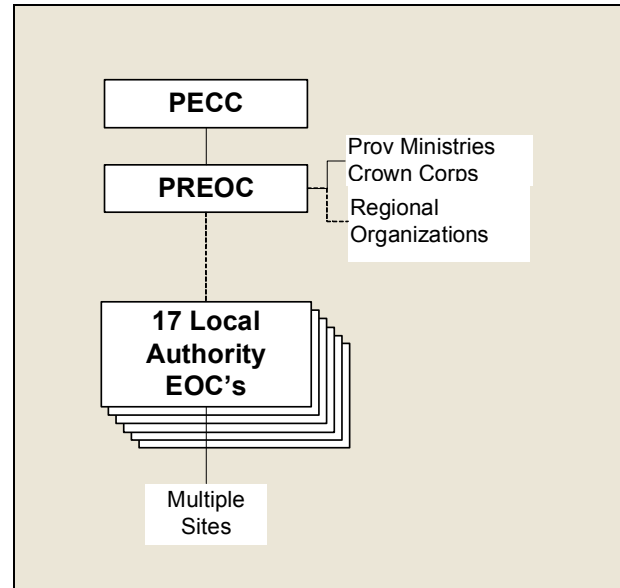 PECC
PREOC
Prov Ministries
Crown Corps
Regional
Organizations
17 Local
Authority
EOC's
Multiple
Sites